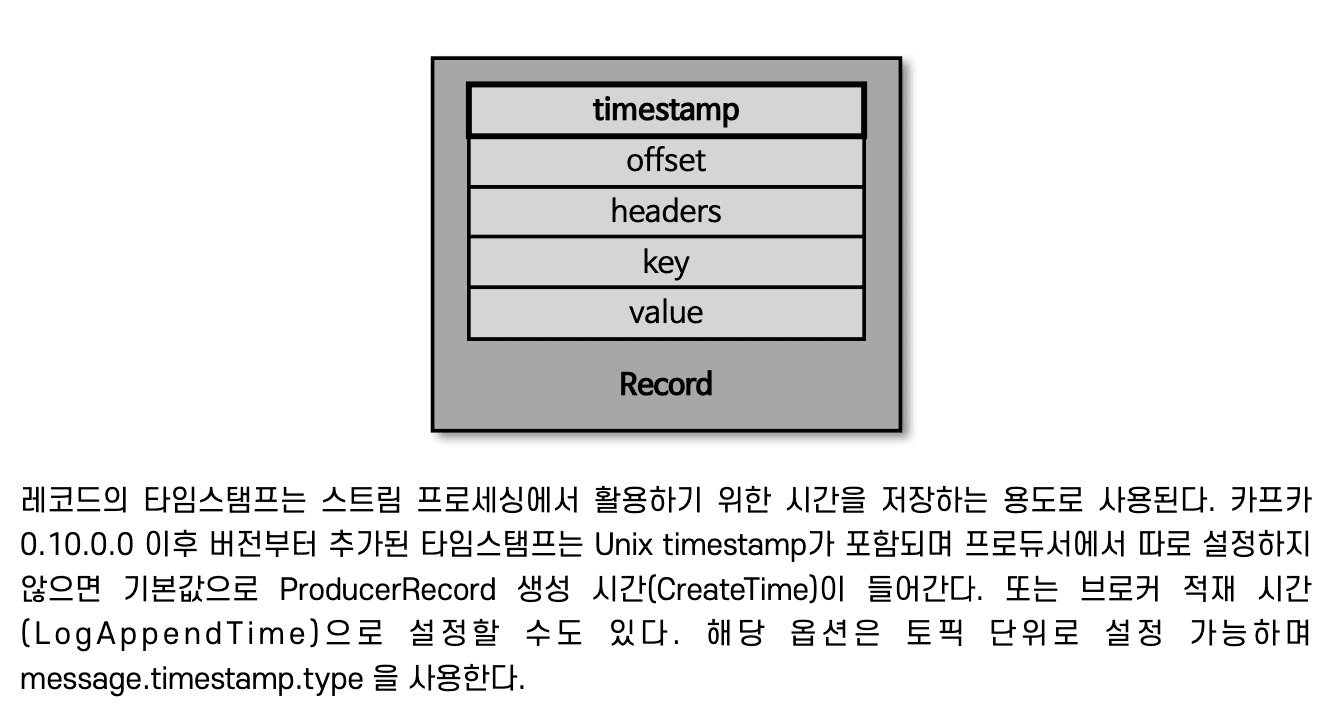 timestamp
offset
headers
key
value
Record
레코드의 타임스탬프는 스트림 프로세싱에서 활용하기 위한 시간을 저장하는 용도로 사용된다. 카프카
0.10.0.0 이후 버전부터 추가된 타임스탬프는 Unix timestamp가 포함되며 프로듀서에서 따로 설정하지
않으면 기본값으로 ProducerRecord 생성 시간(CreateTime)이 들어간다. 또는 브로커 적재 시간
(LogAppendTime)으로 설정할 수도 있다. 해당 옵션은 토픽 단위로 설정 가능하며
message.timestamp.type 을 사용한다.